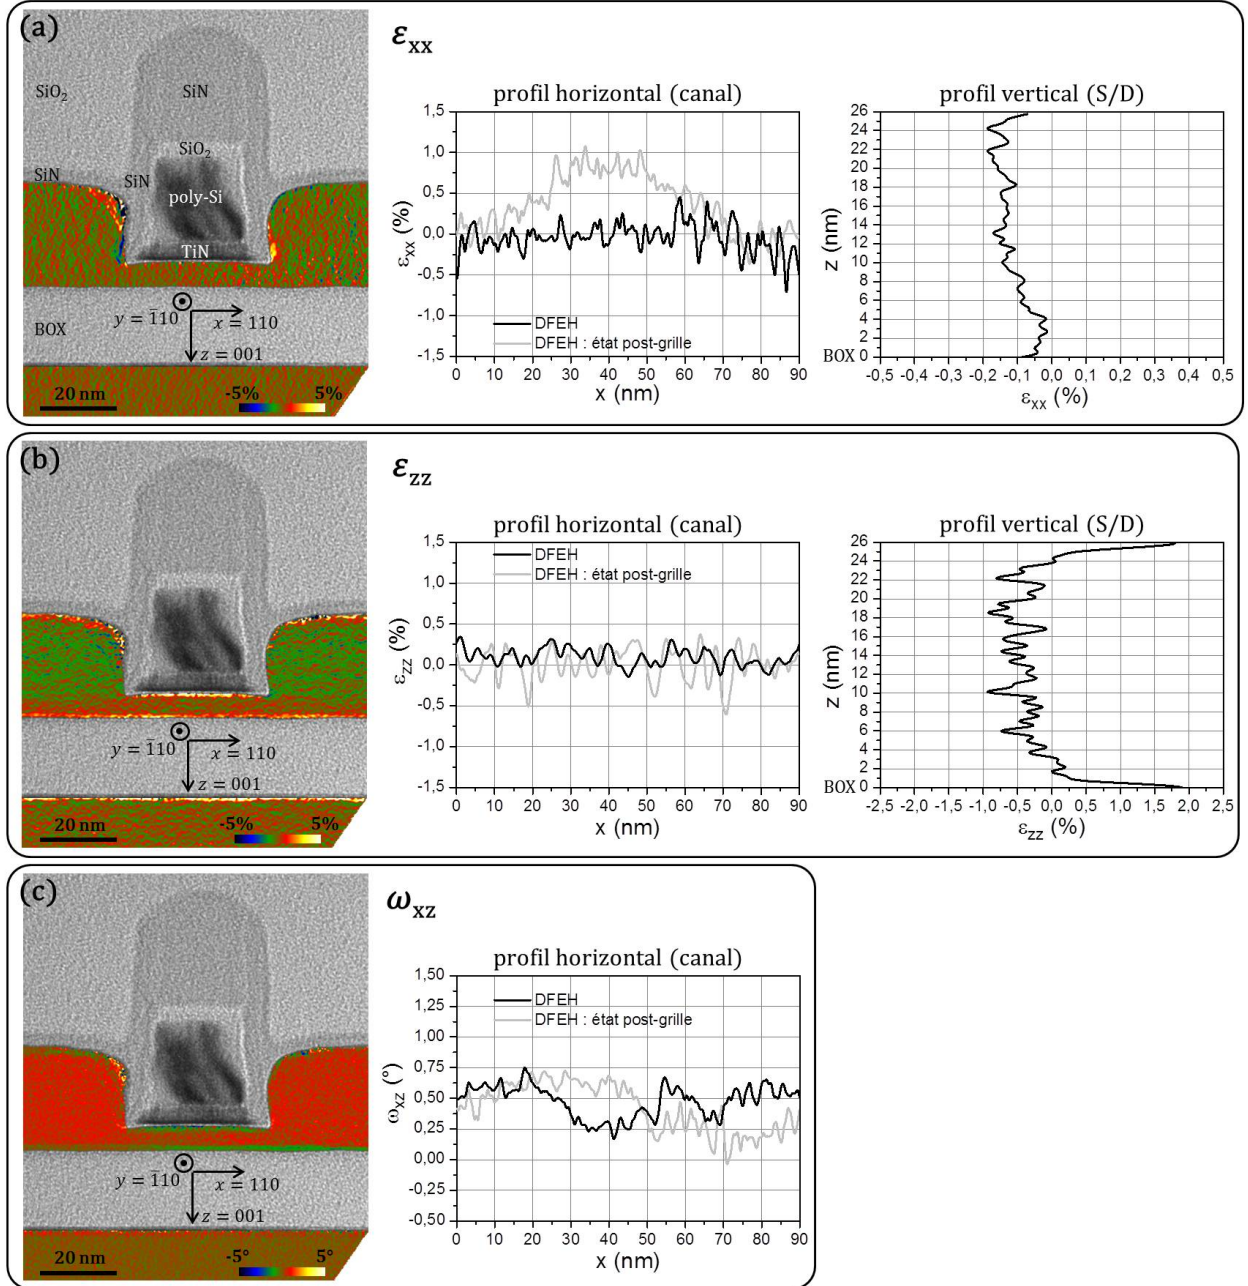 (a)
ε_xx
SiO₂
SiN
SiO₂
SiN
SiN
poly-Si
TiN
BOX
y = 1̄10
x = 110
z = 001
20 nm
-5%
5%
profil horizontal (canal)
1,5
1,0
0,5
0,0
-0,5
-1,0
-1,5
ε_xx (%)
DFEH
DFEH : état post-grille
0 10 20 30 40 50 60 70 80 90
x (nm)
profil vertical (S/D)
26
24
22
20
18
16
14
12
10
8
6
4
2
BOX 0
z (nm)
-0,5 -0,4 -0,3 -0,2 -0,1 0,0 0,1 0,2 0,3 0,4 0,5
ε_xx (%)
(b)
ε_zz
y = 1̄10
x = 110
z = 001
20 nm
-5%
5%
profil horizontal (canal)
1,5
1,0
0,5
0,0
-0,5
-1,0
-1,5
ε_zz (%)
DFEH
DFEH : état post-grille
0 10 20 30 40 50 60 70 80 90
x (nm)
profil vertical (S/D)
26
24
22
20
18
16
14
12
10
8
6
4
2
BOX 0
z (nm)
-2,5 -2,0 -1,5 -1,0 -0,5 0,0 0,5 1,0 1,5 2,0 2,5
ε_zz (%)
(c)
ω_xz
y = 1̄10
x = 110
z = 001
20 nm
-5°
5°
profil horizontal (canal)
1,50
1,25
1,00
0,75
0,50
0,25
0,00
-0,25
-0,50
ω_xz (°)
DFEH
DFEH : état post-grille
0 10 20 30 40 50 60 70 80 90
x (nm)